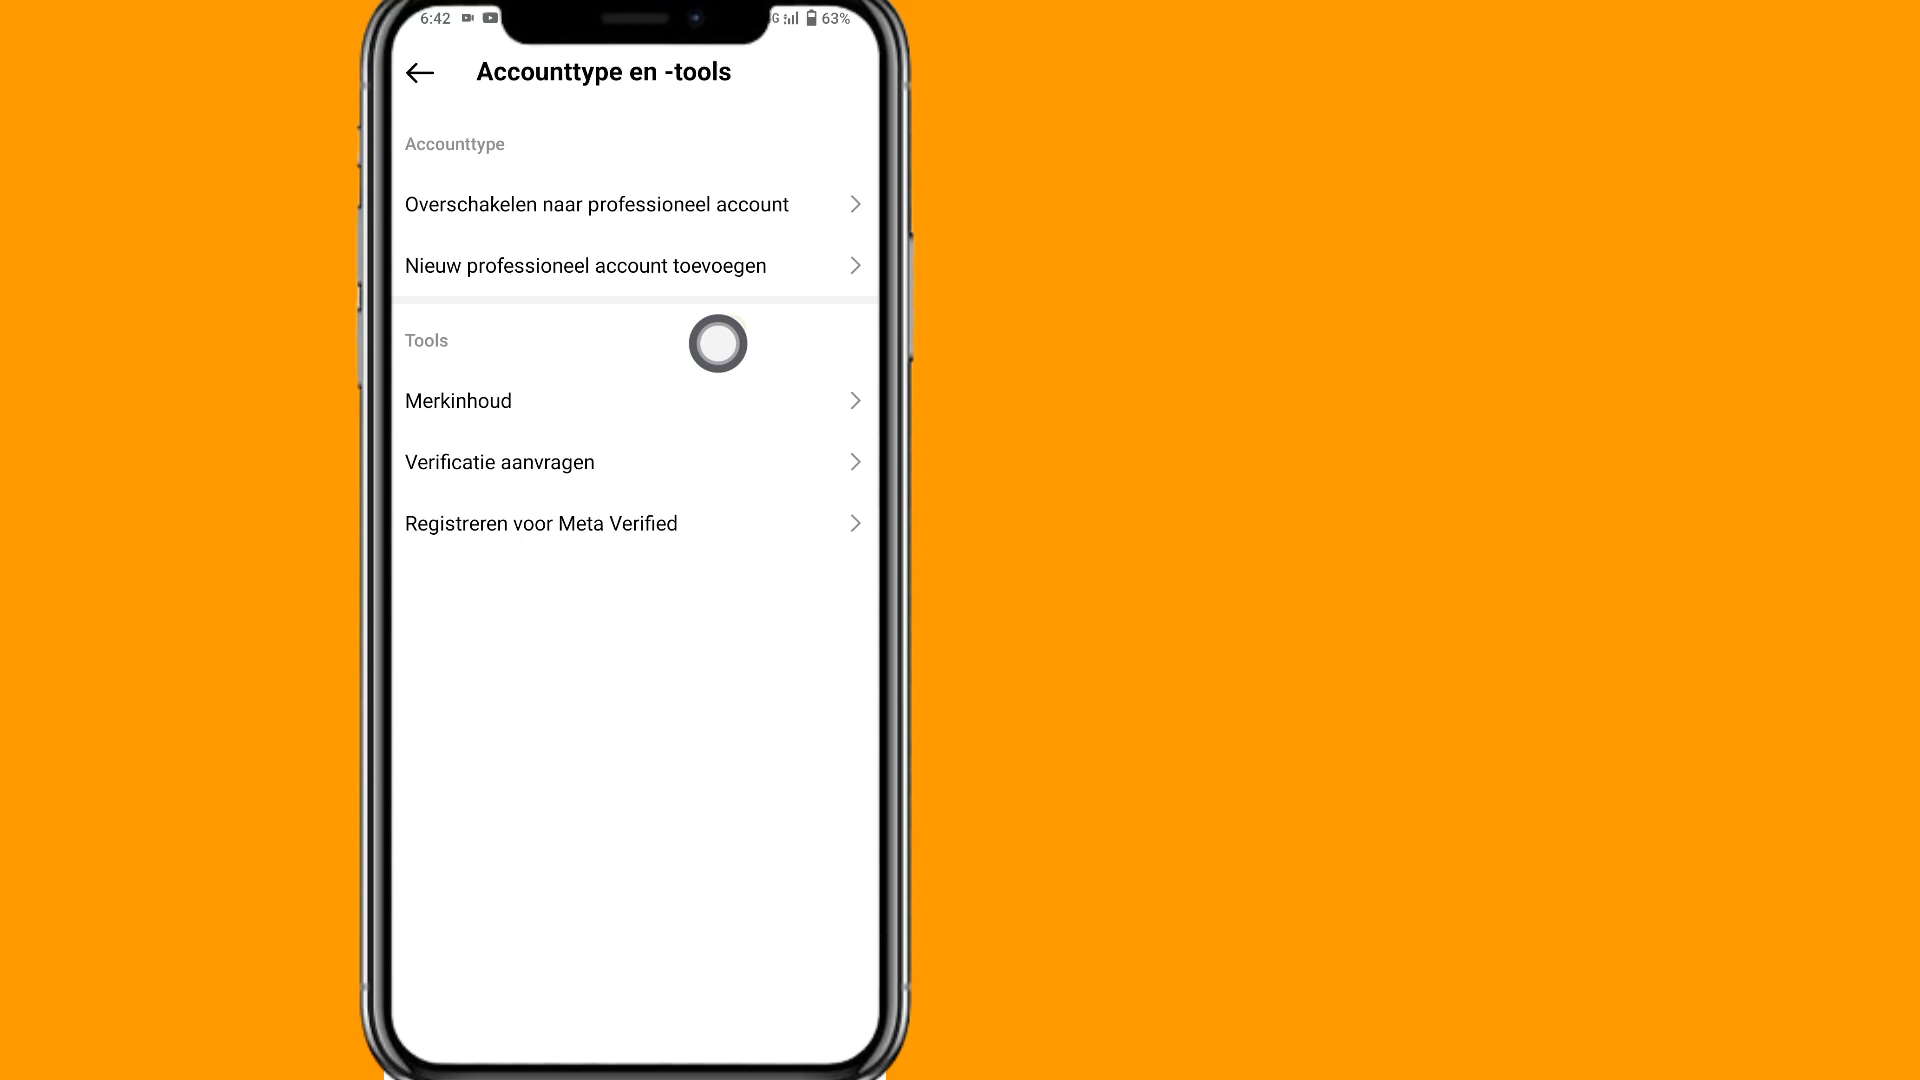 6:42 63%
Accounttype en -tools
Accounttype
Overschakelen naar professioneel account
Nieuw professioneel account toevoegen
Tools
Merkinhoud
Verificatie aanvragen
Registreren voor Meta Verified